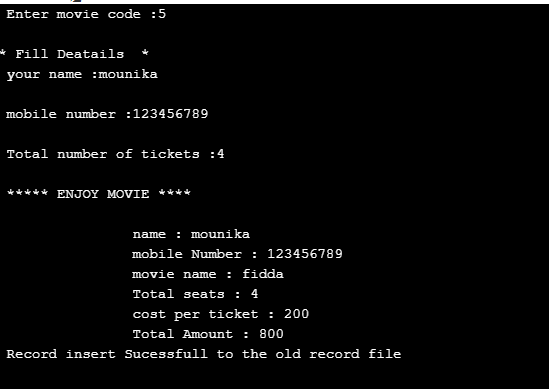 Enter movie code :5
* Fill Deatails *
your name :mounika
mobile number :123456789
Total number of tickets :4
***** ENJOY MOVIE ****
name : mounika
mobile Number : 123456789
movie name : fidda
Total seats : 4
cost per ticket : 200
Total Amount : 800
Record insert Sucessfull to the old record file